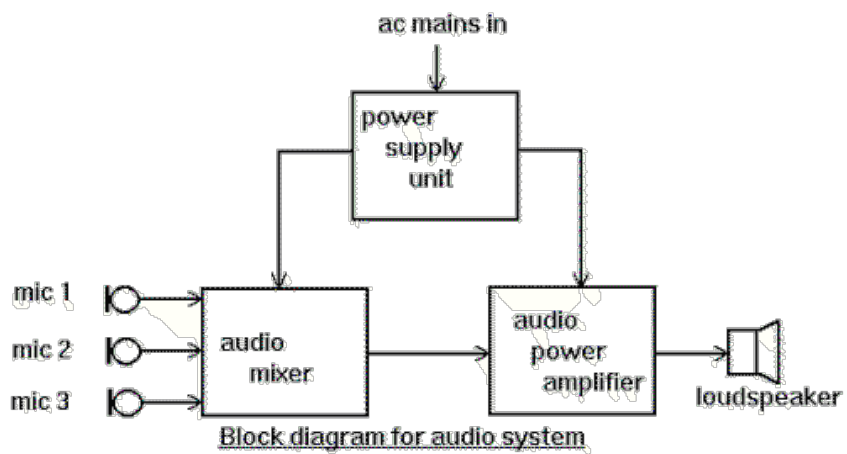 ac mains in
power
supply
unit
mic 1
mic 2
mic 3
audio
mixer
audio
power
amplifier
loudspeaker
Block diagram for audio system